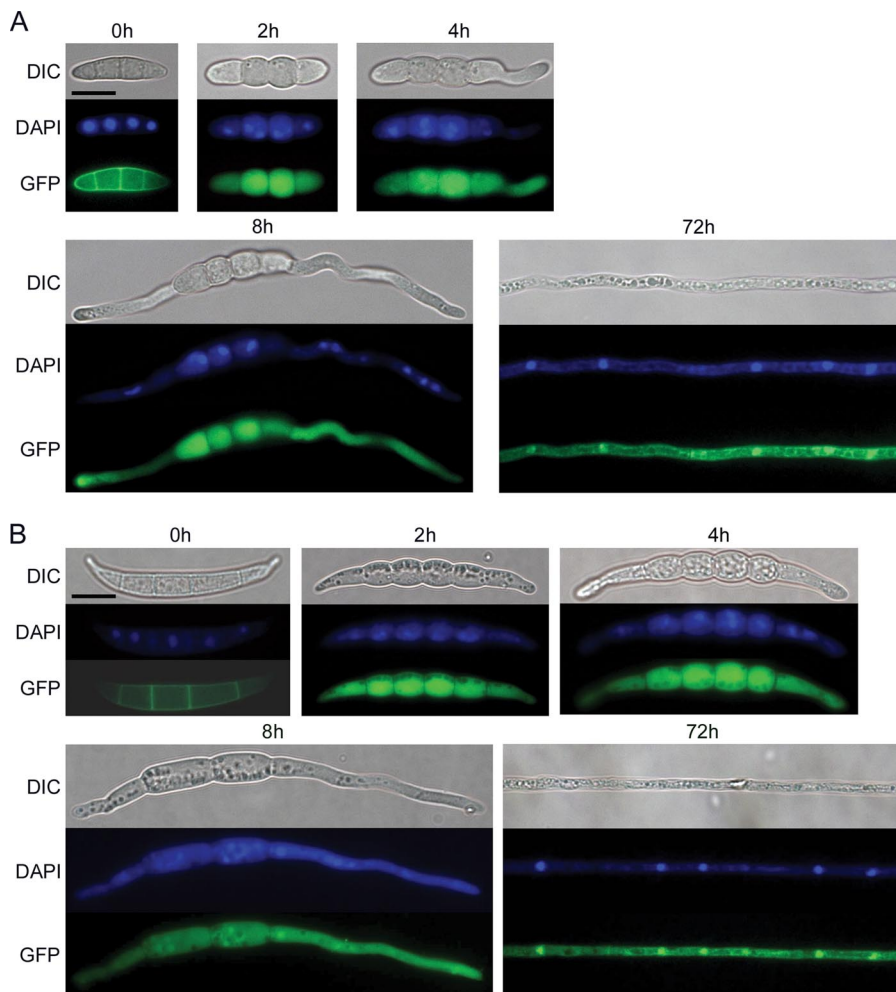 A
0h 2h 4h
DIC
DAPI
GFP
8h 72h
DIC
DAPI
GFP
B
0h 2h 4h
DIC
DAPI
GFP
8h 72h
DIC
DAPI
GFP